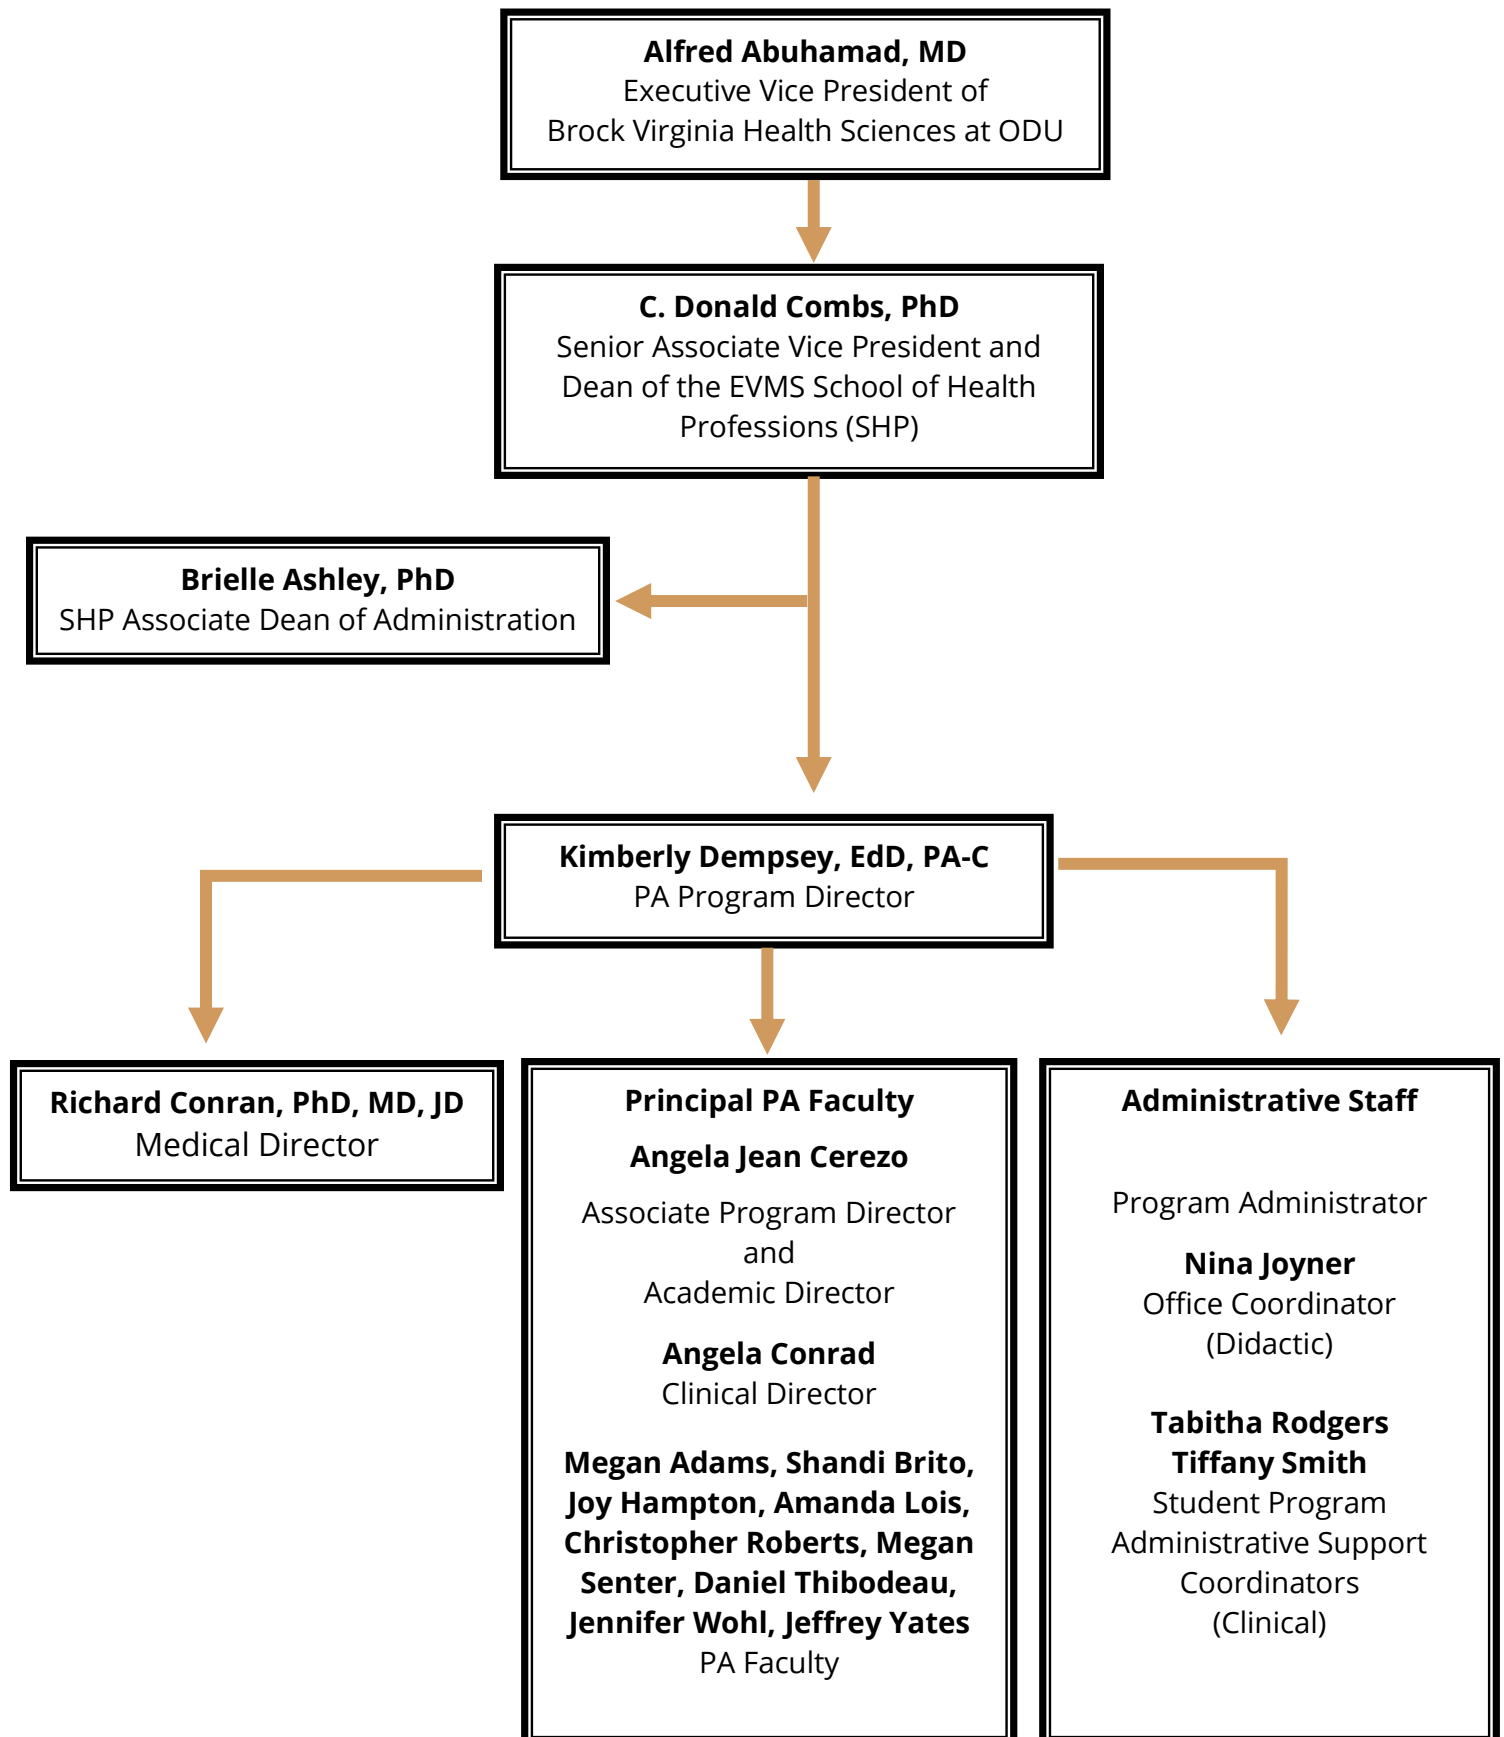 Alfred Abuhamad, MD
Executive Vice President of
Brock Virginia Health Sciences at ODU
C. Donald Combs, PhD
Senior Associate Vice President and
Dean of the EVMS School of Health
Professions (SHP)
Brielle Ashley, PhD
SHP Associate Dean of Administration
Kimberly Dempsey, EdD, PA-C
PA Program Director
Richard Conran, PhD, MD, JD
Medical Director
Principal PA Faculty
Angela Jean Cerezo
Associate Program Director
and
Academic Director
Angela Conrad
Clinical Director
Megan Adams, Shandi Brito,
Joy Hampton, Amanda Lois,
Christopher Roberts, Megan
Senter, Daniel Thibodeau,
Jennifer Wohl, Jeffrey Yates
PA Faculty
Administrative Staff
Program Administrator
Nina Joyner
Office Coordinator
(Didactic)
Tabitha Rodgers
Tiffany Smith
Student Program
Administrative Support
Coordinators
(Clinical)